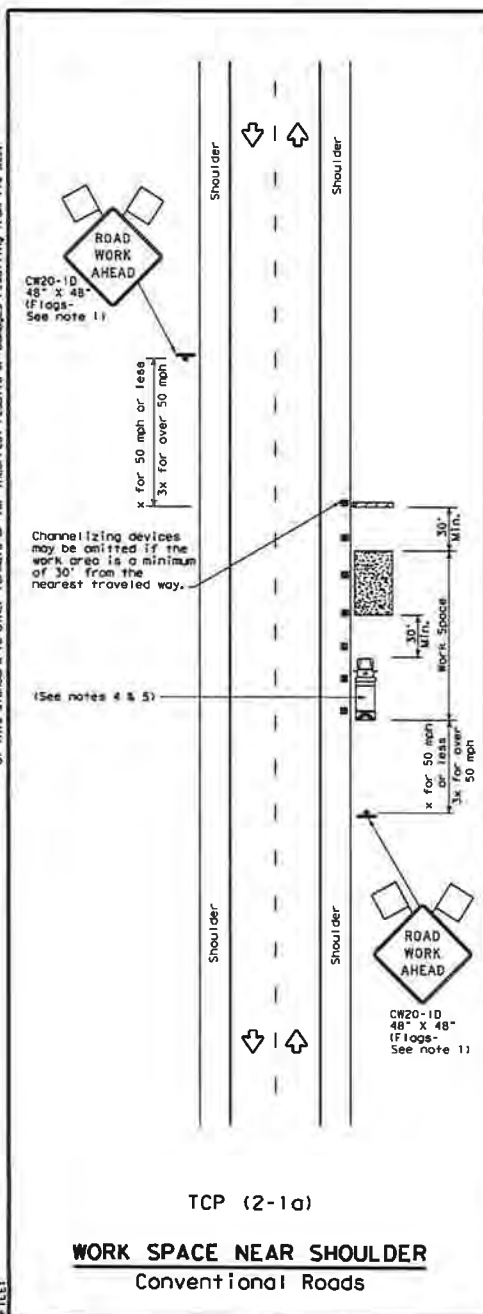 Shoulder
Shoulder
ROAD
WORK
AHEAD
CW20-1D
48" X 48"
(Flags-
See note 1)
x for 50 mph or less
3x for over 50 mph
Channelizing devices
may be omitted if the
work area is a minimum
of 30' from the
nearest traveled way.
30'
Min.
30'
Min.
Work Space
(See notes 4 & 5)
x for 50 mph
or less
3x for over
50 mph
Shoulder
Shoulder
ROAD
WORK
AHEAD
CW20-1D
48" X 48"
(Flags-
See note 1)
TCP (2-1a)
WORK SPACE NEAR SHOULDER
Conventional Roads